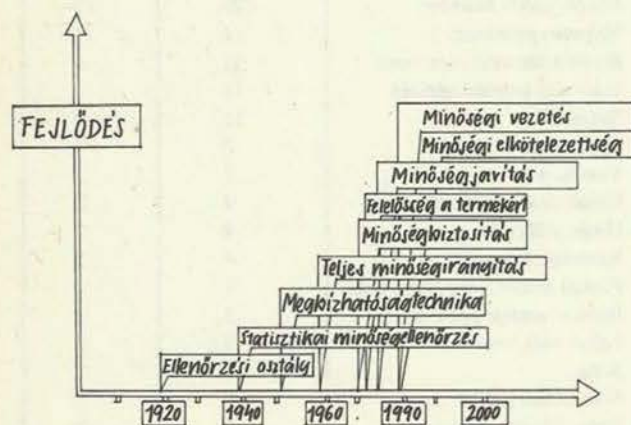 FEJLŐDÉS
Minőségi vezetés
Minőségi elkötelezettség
Minőségjavítás
Felelősség a termékért
Minőségbiztosítás
Teljes minőségirányítás
Megbízhatóságtechnika
Statisztikai minőségellenőrzés
Ellenőrzési osztály
1920 1940 1960 1990 2000